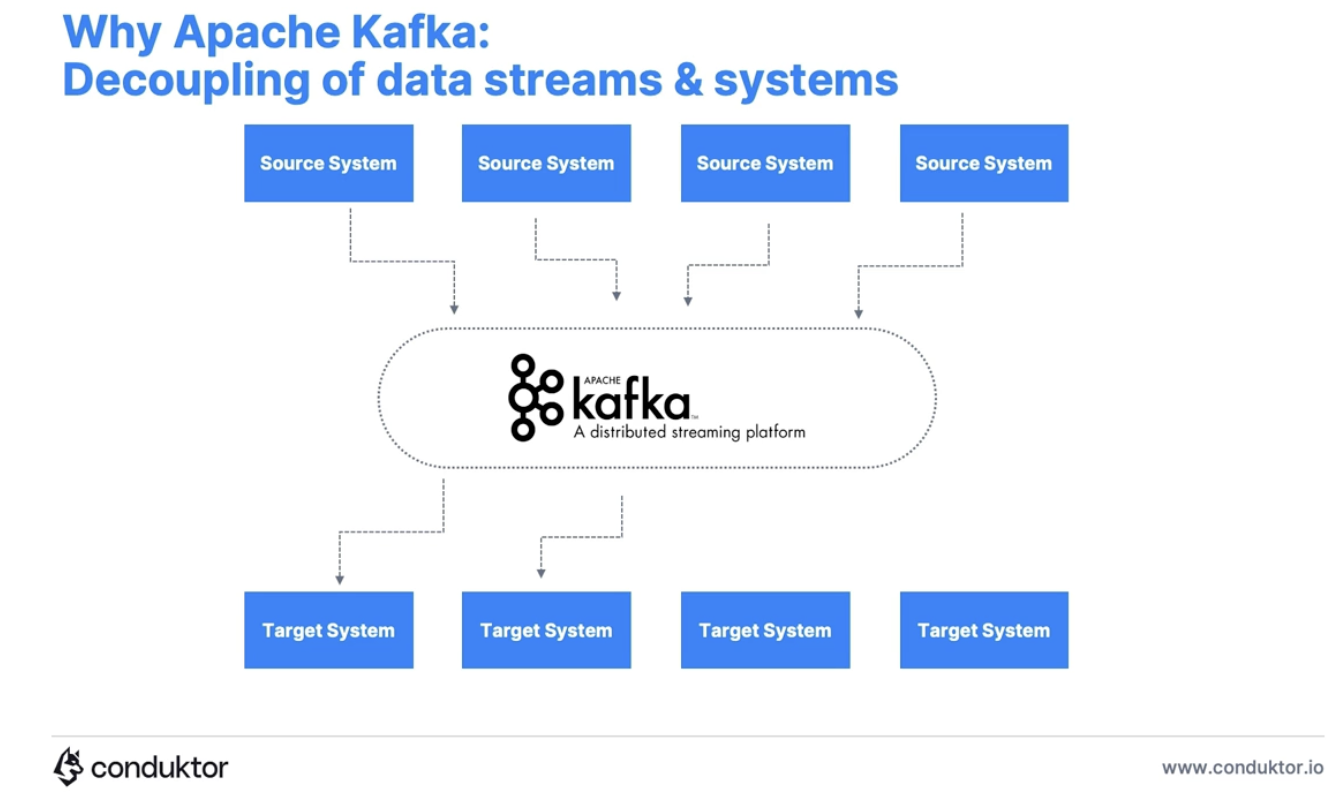 Why Apache Kafka:
Decoupling of data streams & systems
Source System
Source System
Source System
Source System
APACHE
kafka™
A distributed streaming platform
Target System
Target System
Target System
Target System
conduktor
www.conduktor.io